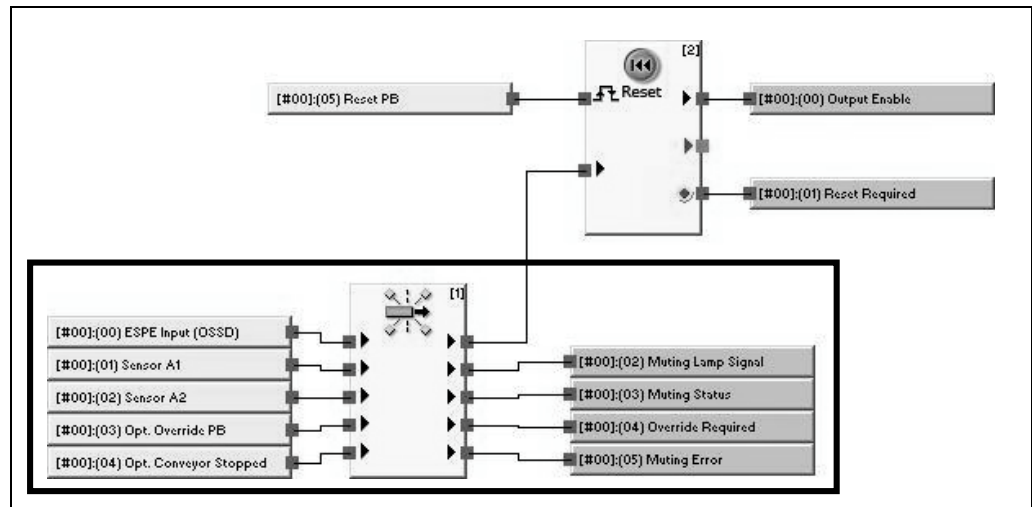 [2]
[#00]:(05) Reset PB
Reset
[#00]:(00) Output Enable
[#00]:(01) Reset Required
[1]
[#00]:(00) ESPE Input (OSSD)
[#00]:(01) Sensor A1
[#00]:(02) Sensor A2
[#00]:(03) Opt. Override PB
[#00]:(04) Opt. Conveyor Stopped
[#00]:(02) Muting Lamp Signal
[#00]:(03) Muting Status
[#00]:(04) Override Required
[#00]:(05) Muting Error